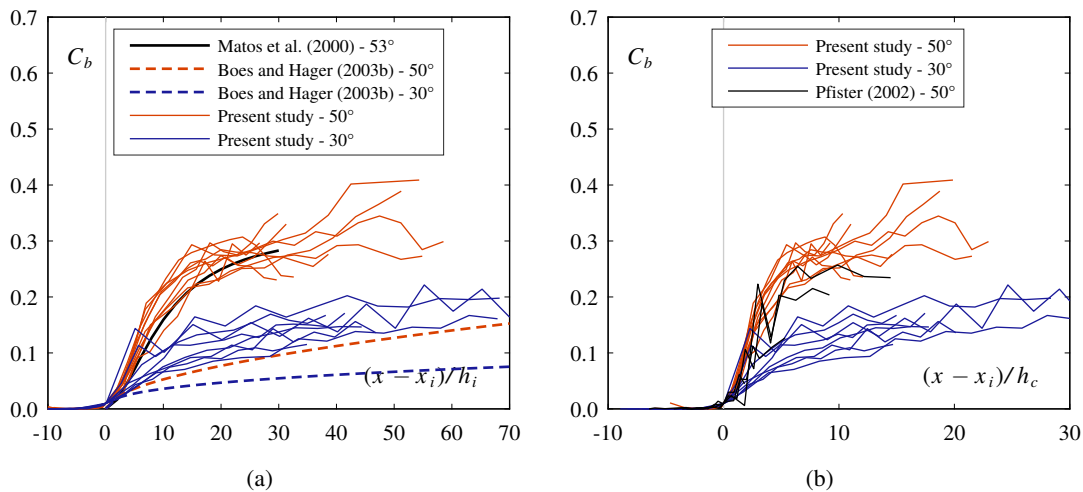 0.7
0.6
0.5
0.4
0.3
0.2
0.1
0.0
-10 0 10 20 30 40 50 60 70
C_b
Matos et al. (2000) - 53°
Boes and Hager (2003b) - 50°
Boes and Hager (2003b) - 30°
Present study - 50°
Present study - 30°
(x − x_i)/h_i
(a)
0.7
0.6
0.5
0.4
0.3
0.2
0.1
0.0
-10 0 10 20 30
C_b
Present study - 50°
Present study - 30°
Pfister (2002) - 50°
(x − x_i)/h_c
(b)